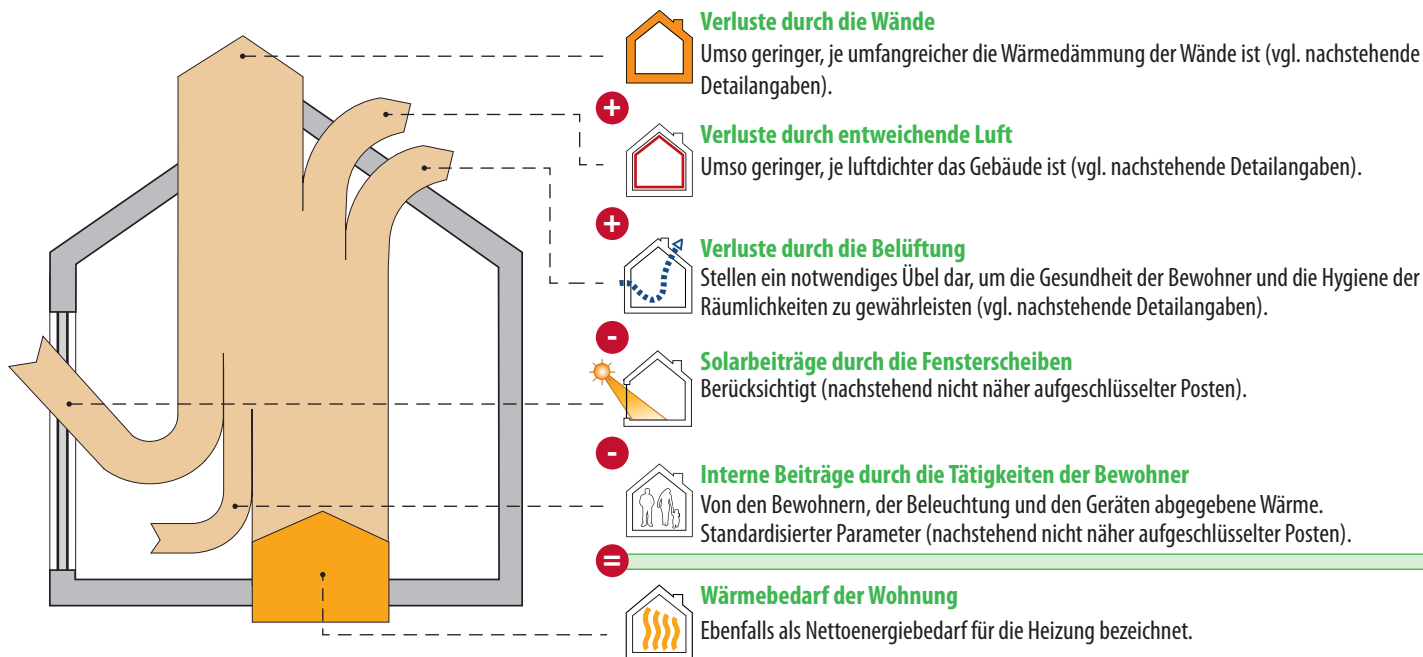 Verluste durch die Wände
Umso geringer, je umfangreicher die Wärmedämmung der Wände ist (vgl. nachstehende
Detailangaben).
+
Verluste durch entweichende Luft
Umso geringer, je luftdichter das Gebäude ist (vgl. nachstehende Detailangaben).
+
Verluste durch die Belüftung
Stellen ein notwendiges Übel dar, um die Gesundheit der Bewohner und die Hygiene der
Räumlichkeiten zu gewährleisten (vgl. nachstehende Detailangaben).
-
Solarbeiträge durch die Fensterscheiben
Berücksichtigt (nachstehend nicht näher aufgeschlüsselter Posten).
-
Interne Beiträge durch die Tätigkeiten der Bewohner
Von den Bewohnern, der Beleuchtung und den Geräten abgegebene Wärme.
Standardisierter Parameter (nachstehend nicht näher aufgeschlüsselter Posten).
=
Wärmebedarf der Wohnung
Ebenfalls als Nettoenergiebedarf für die Heizung bezeichnet.